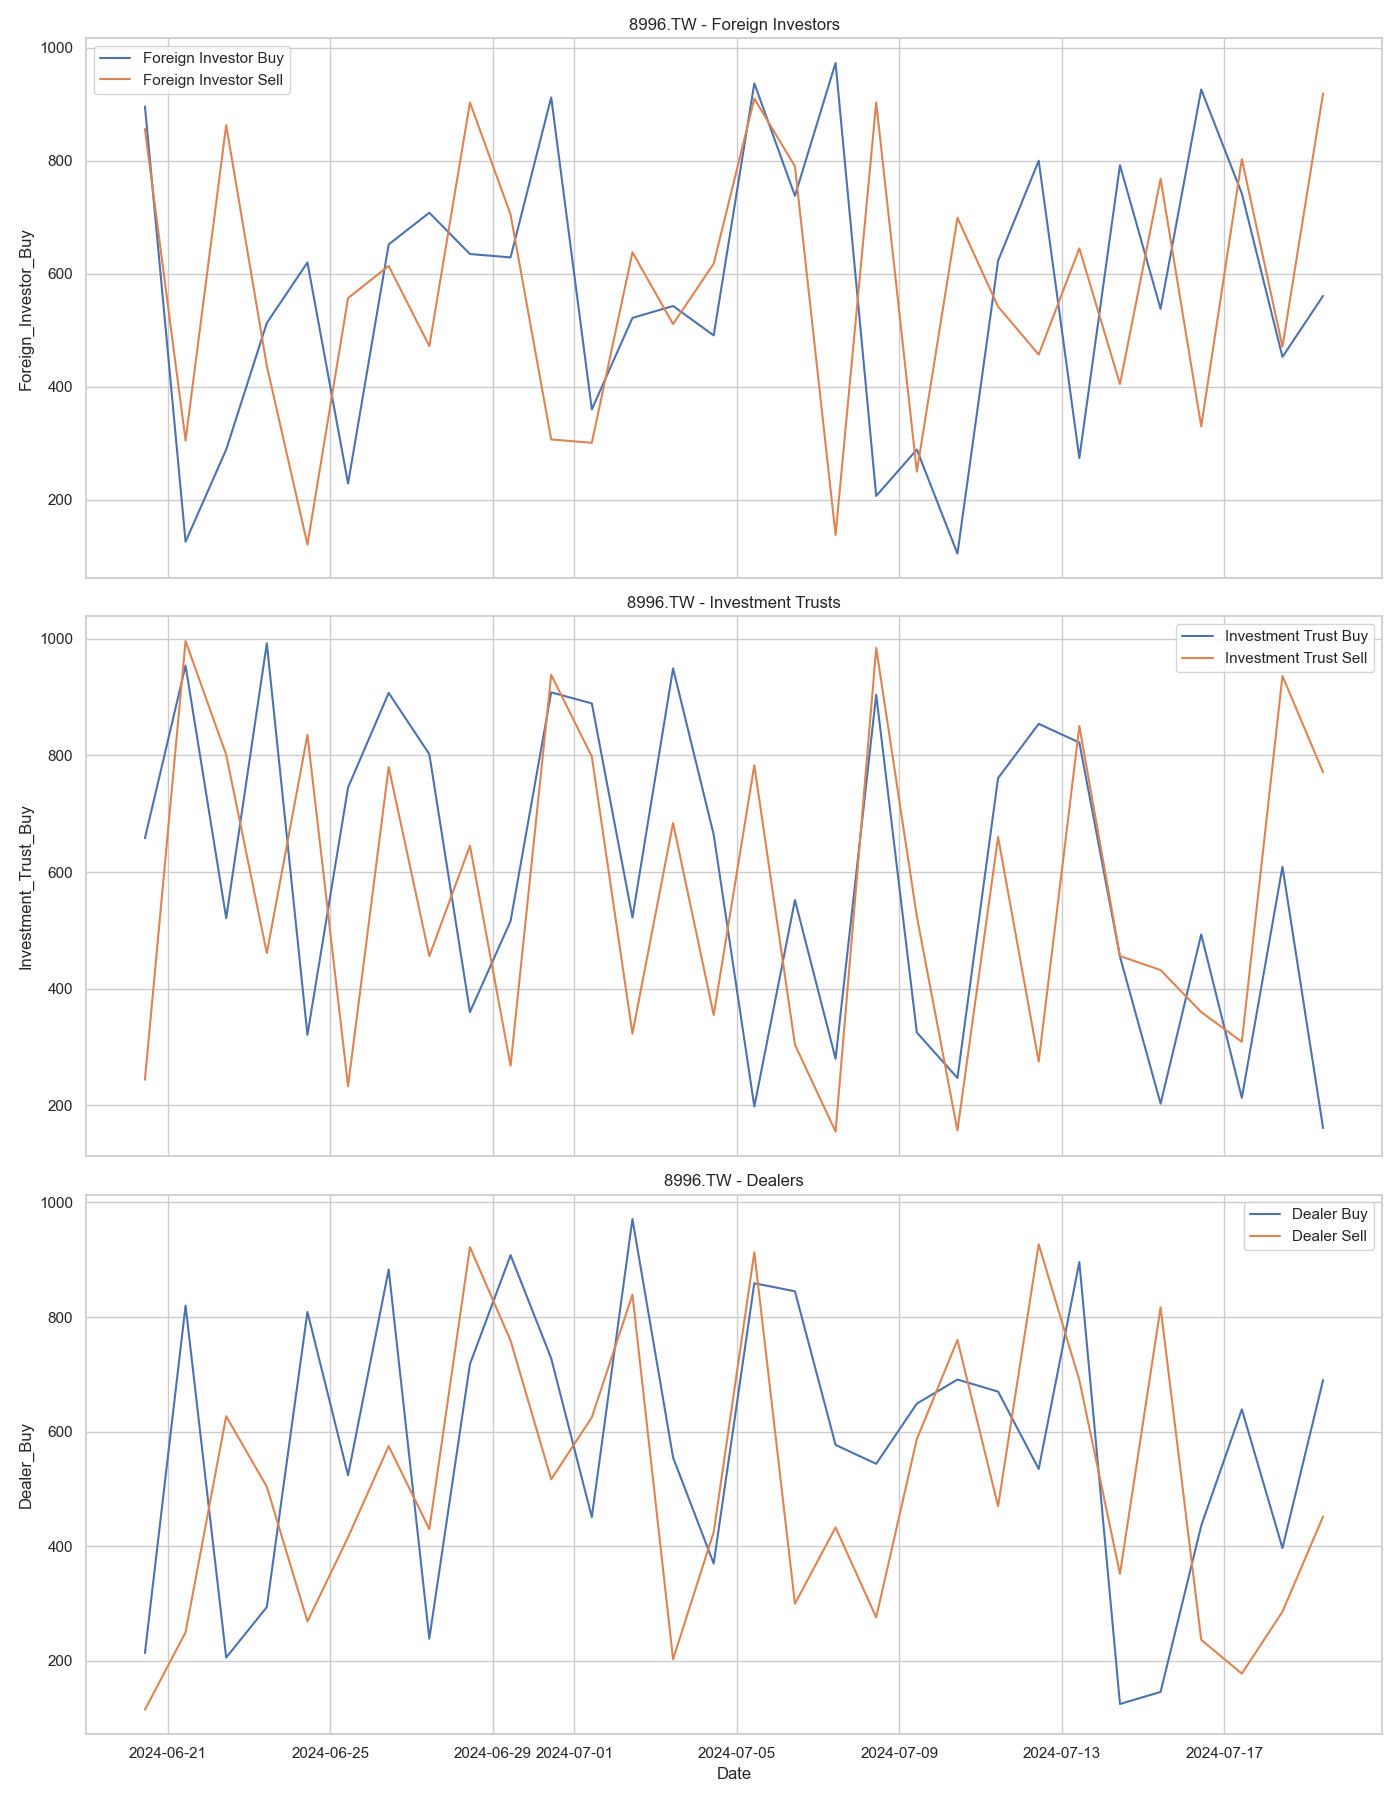 8996.TW - Foreign Investors
Foreign Investor Buy
Foreign Investor Sell
1000
800
600
400
200
Foreign_Investor_Buy
8996.TW - Investment Trusts
Investment Trust Buy
Investment Trust Sell
1000
800
600
400
200
Investment_Trust_Buy
8996.TW - Dealers
Dealer Buy
Dealer Sell
1000
800
600
400
200
Dealer_Buy
2024-06-21 2024-06-25 2024-06-29 2024-07-01 2024-07-05 2024-07-09 2024-07-13 2024-07-17
Date